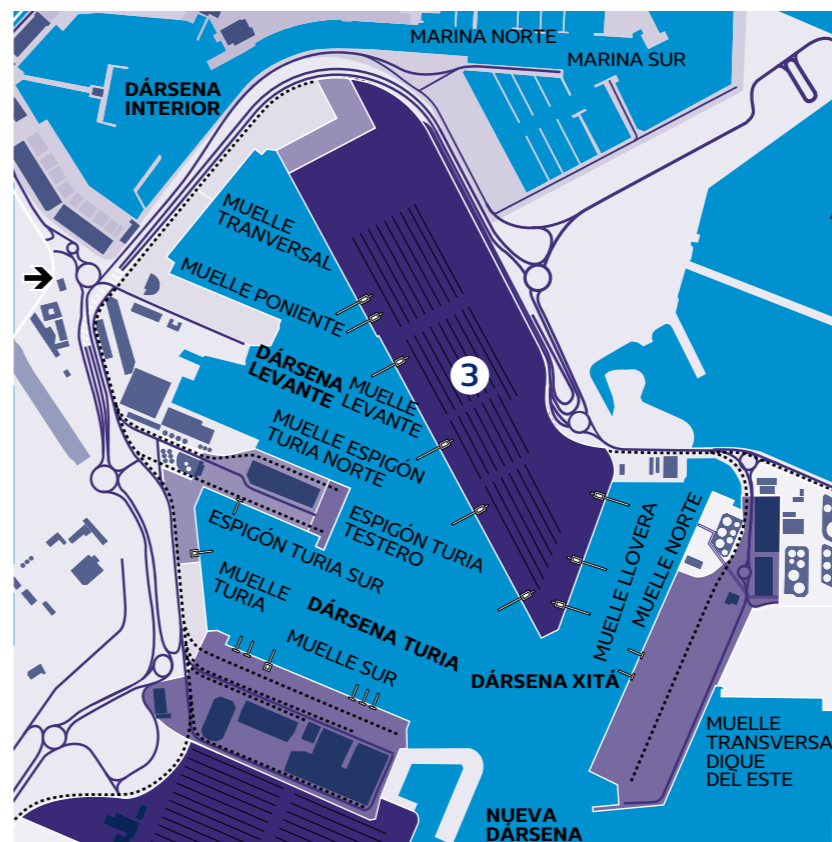 MARINA NORTE
MARINA SUR
DÁRSENA
INTERIOR
MUELLE
TRANVERSAL
MUELLE PONIENTE
DÁRSENA
LEVANTE
MUELLE
LEVANTE
3
MUELLE ESPIGÓN
TURIA NORTE
ESPIGÓN TURIA
TESTERO
ESPIGÓN TURIA SUR
MUELLE
TURIA
DÁRSENA TURIA
MUELLE SUR
MUELLE LLOVERA
MUELLE NORTE
DÁRSENA XITÁ
MUELLE
TRANSVERSA
DIQUE
DEL ESTE
NUEVA
DÁRSENA